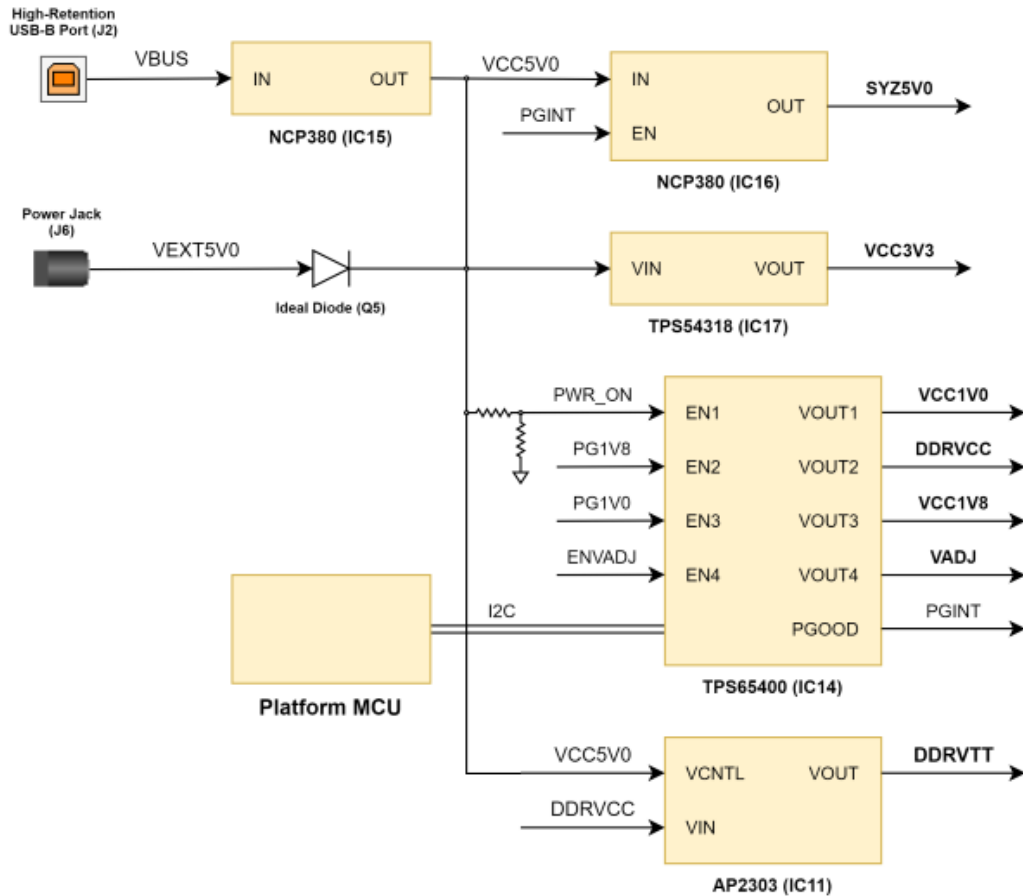 High-Retention
USB-B Port (J2)
VBUS
IN
OUT
NCP380 (IC15)
VCC5V0
PGINT
IN
EN
OUT
NCP380 (IC16)
SYZ5V0
Power Jack
(J6)
VEXT5V0
Ideal Diode (Q5)
VIN
VOUT
TPS54318 (IC17)
VCC3V3
PWR_ON
EN1
VOUT1
VCC1V0
PG1V8
EN2
VOUT2
DDRVCC
PG1V0
EN3
VOUT3
VCC1V8
ENVADJ
EN4
VOUT4
VADJ
I2C
PGOOD
PGINT
TPS65400 (IC14)
Platform MCU
VCC5V0
VCNTL
VOUT
DDRVTT
DDRVCC
VIN
AP2303 (IC11)